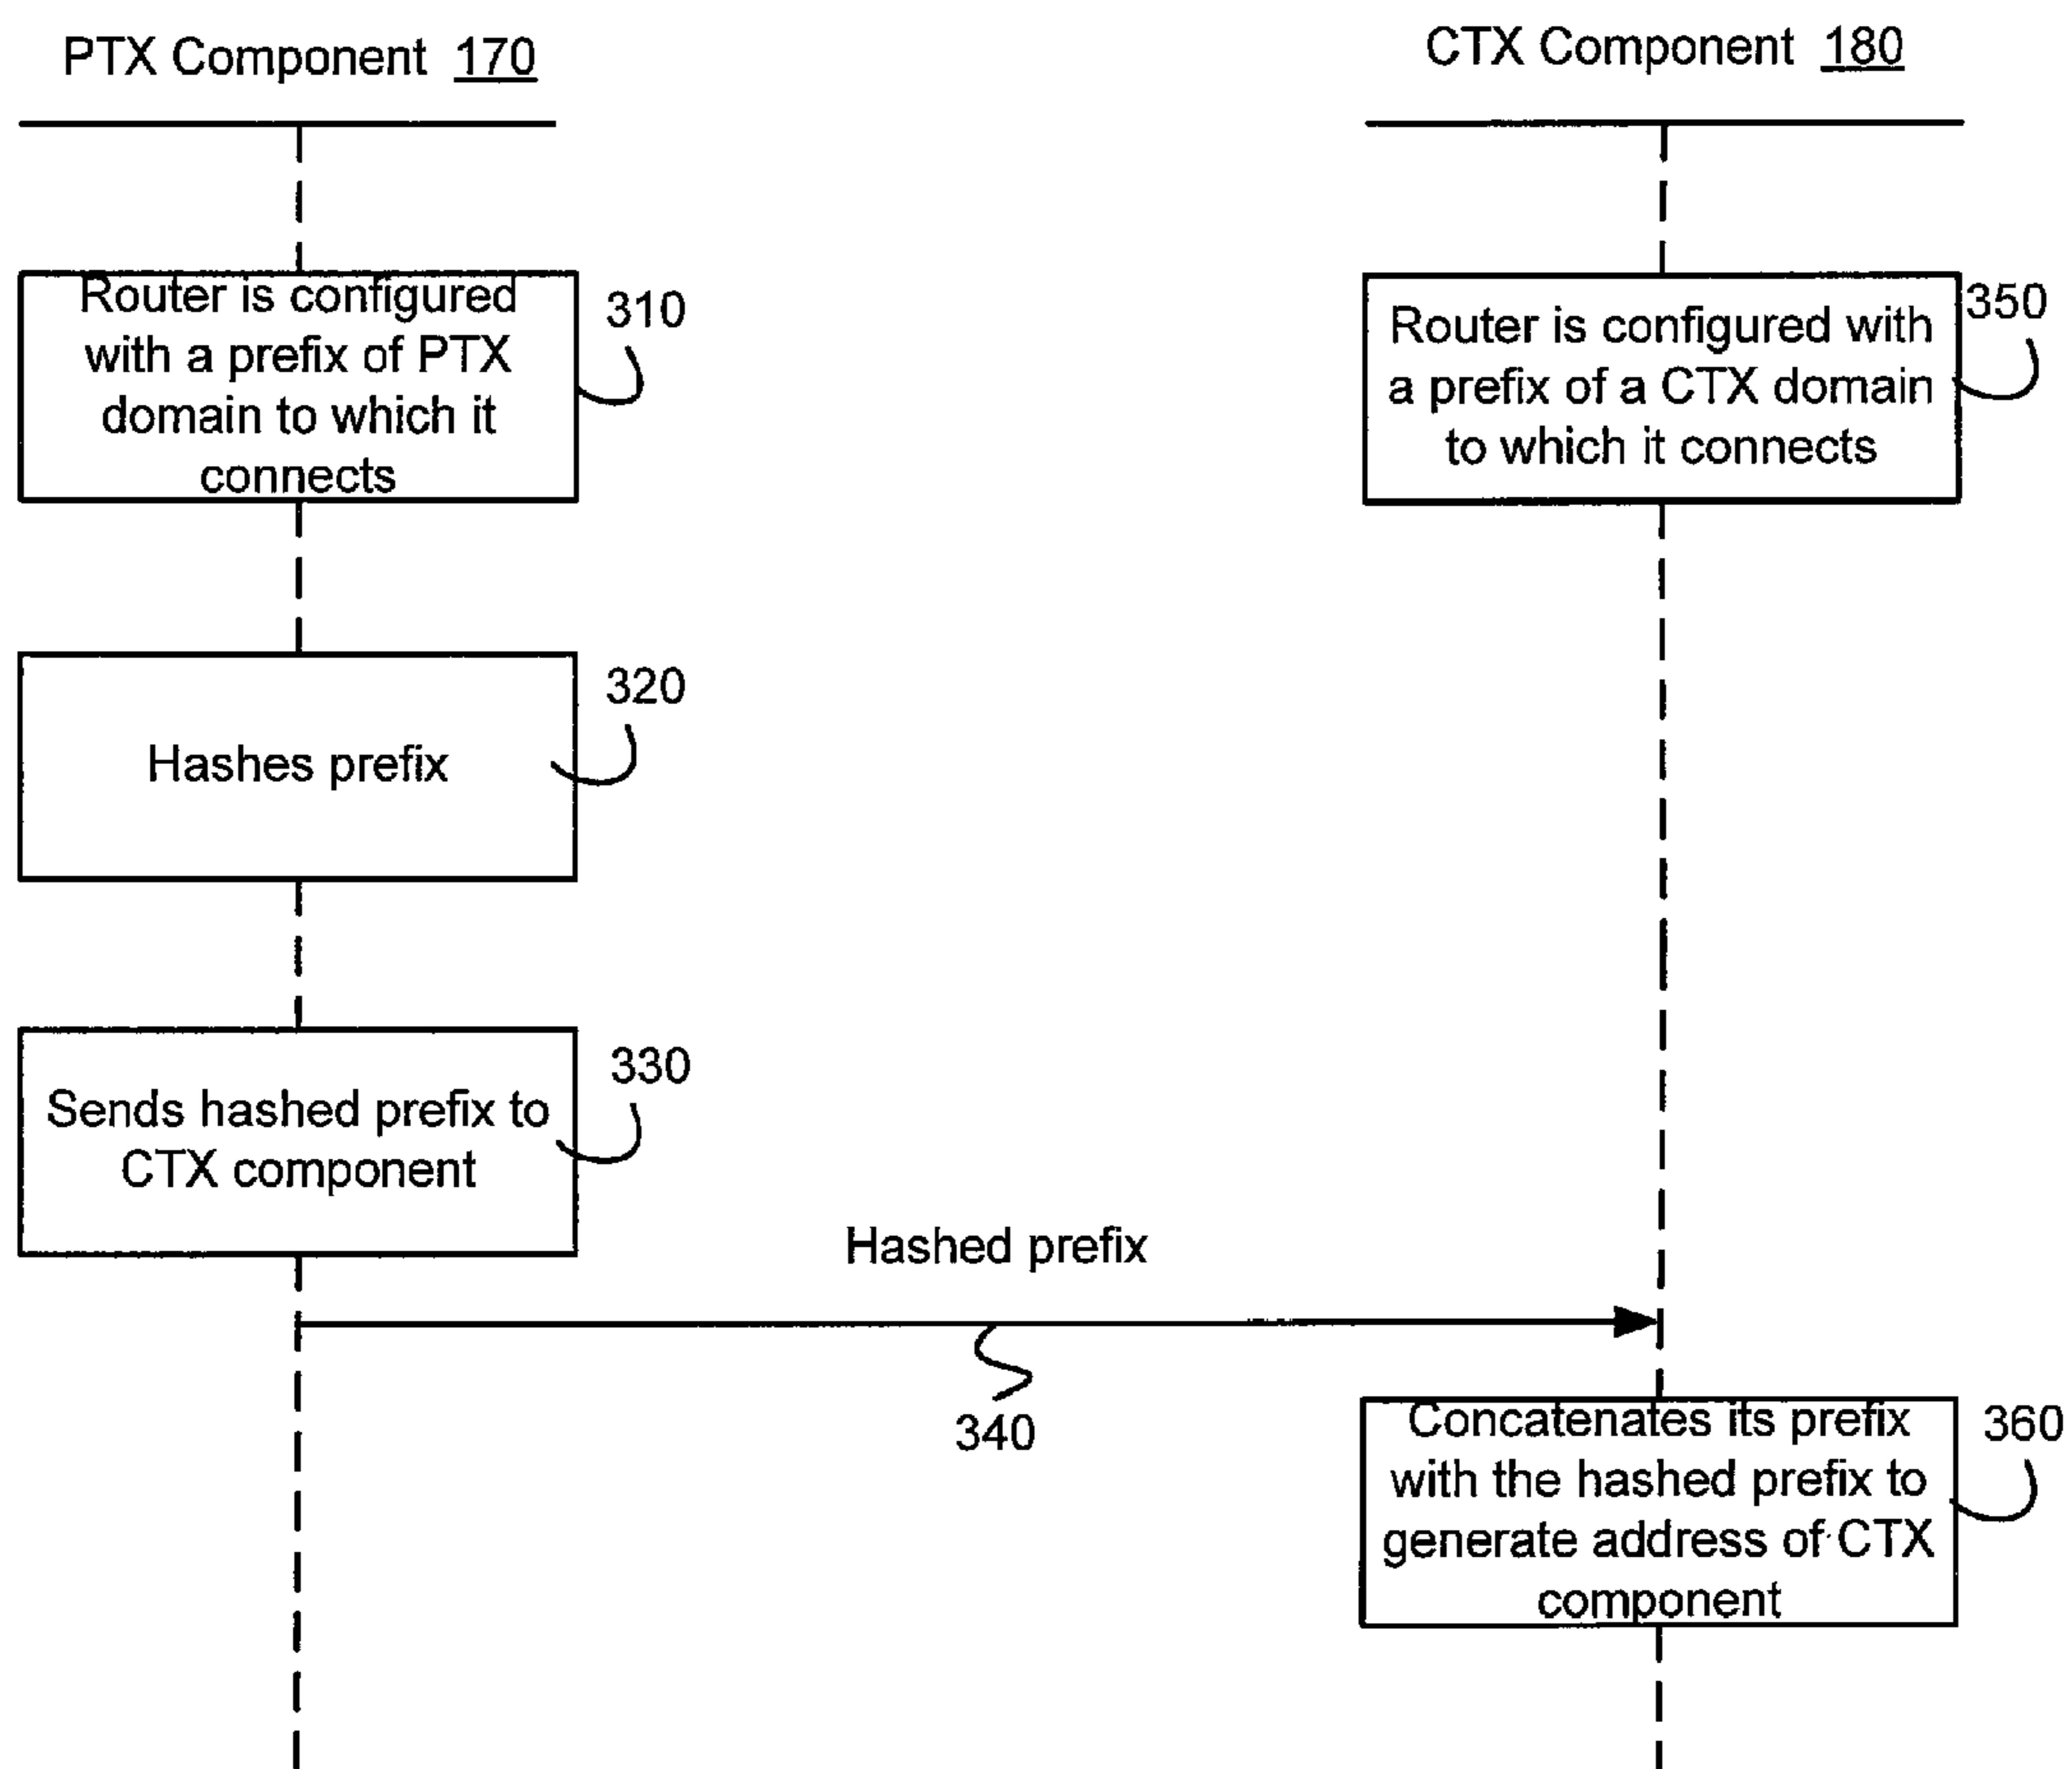 PTX Component 170
CTX Component 180
Router is configured
with a prefix of PTX
domain to which it
connects
310
Router is configured with
a prefix of a CTX domain
to which it connects
350
Hashes prefix
320
Sends hashed prefix to
CTX component
330
Hashed prefix
340
Concatenates its prefix
with the hashed prefix to
generate address of CTX
component
360